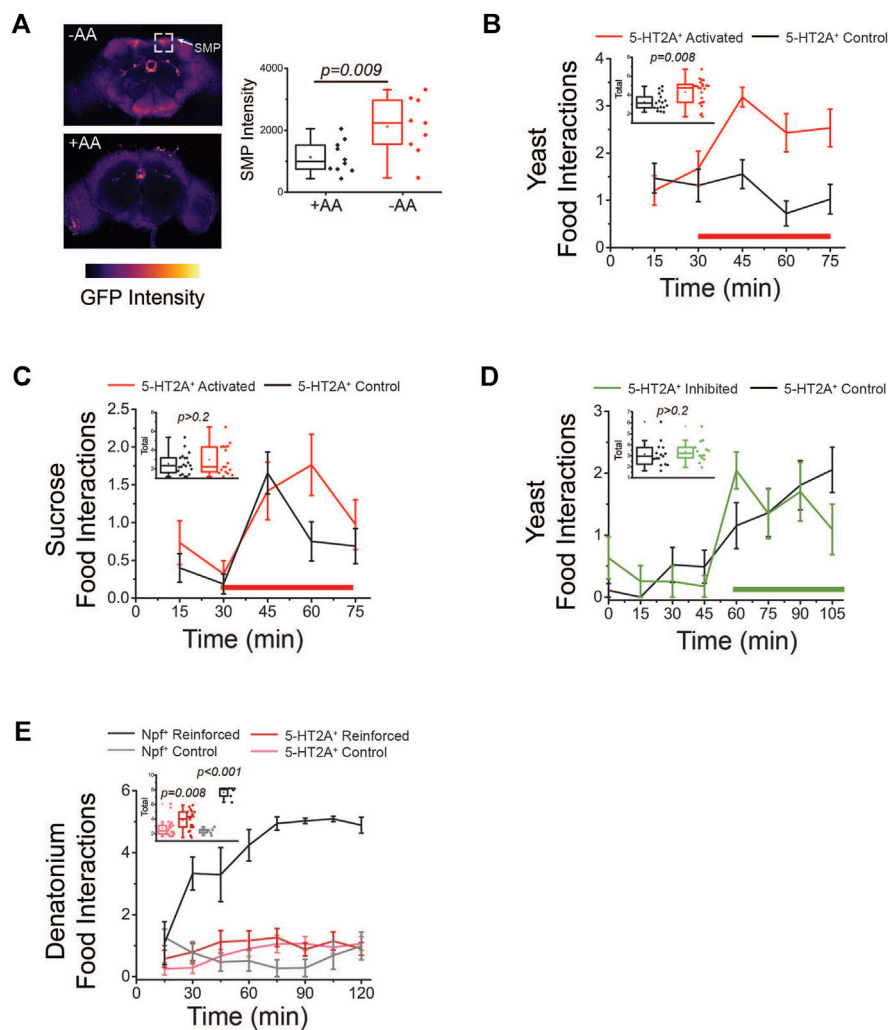 A
-AA
SMP
+AA
GFP Intensity
p=0.009
SMP Intensity
4000
2000
0
+AA -AA
B
5-HT2A⁺ Activated 5-HT2A⁺ Control
p=0.008
Total
Yeast
Food Interactions
5
4
3
2
1
0
0 15 30 45 60 75
Time (min)
C
5-HT2A⁺ Activated 5-HT2A⁺ Control
p>0.2
Total
Sucrose
Food Interactions
2.5
2.0
1.5
1.0
0.5
0.0
0 15 30 45 60 75
Time (min)
D
5-HT2A⁺ Inhibited 5-HT2A⁺ Control
p>0.2
Total
Yeast
Food Interactions
3
2
1
0
0 15 30 45 60 75 90 105
Time (min)
E
Npf⁺ Reinforced 5-HT2A⁺ Reinforced
Npf⁺ Control 5-HT2A⁺ Control
p<0.001
p=0.008
Total
Denatonium
Food Interactions
6
4
2
0
0 30 60 90 120
Time (min)